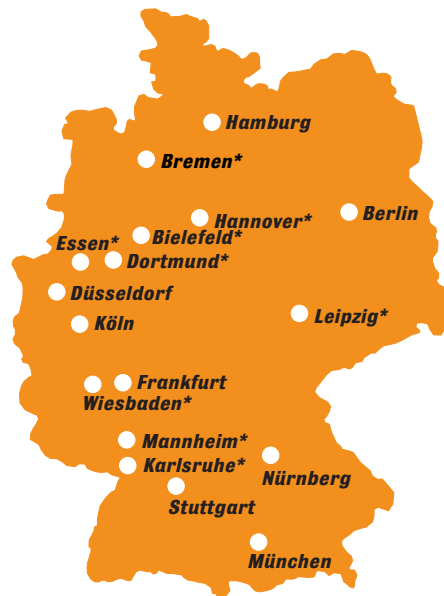 Hamburg
Bremen*
Berlin
Hannover*
Bielefeld*
Essen*
Dortmund*
Düsseldorf
Leipzig*
Köln
Frankfurt
Wiesbaden*
Mannheim*
Karlsruhe*
Nürnberg
Stuttgart
München